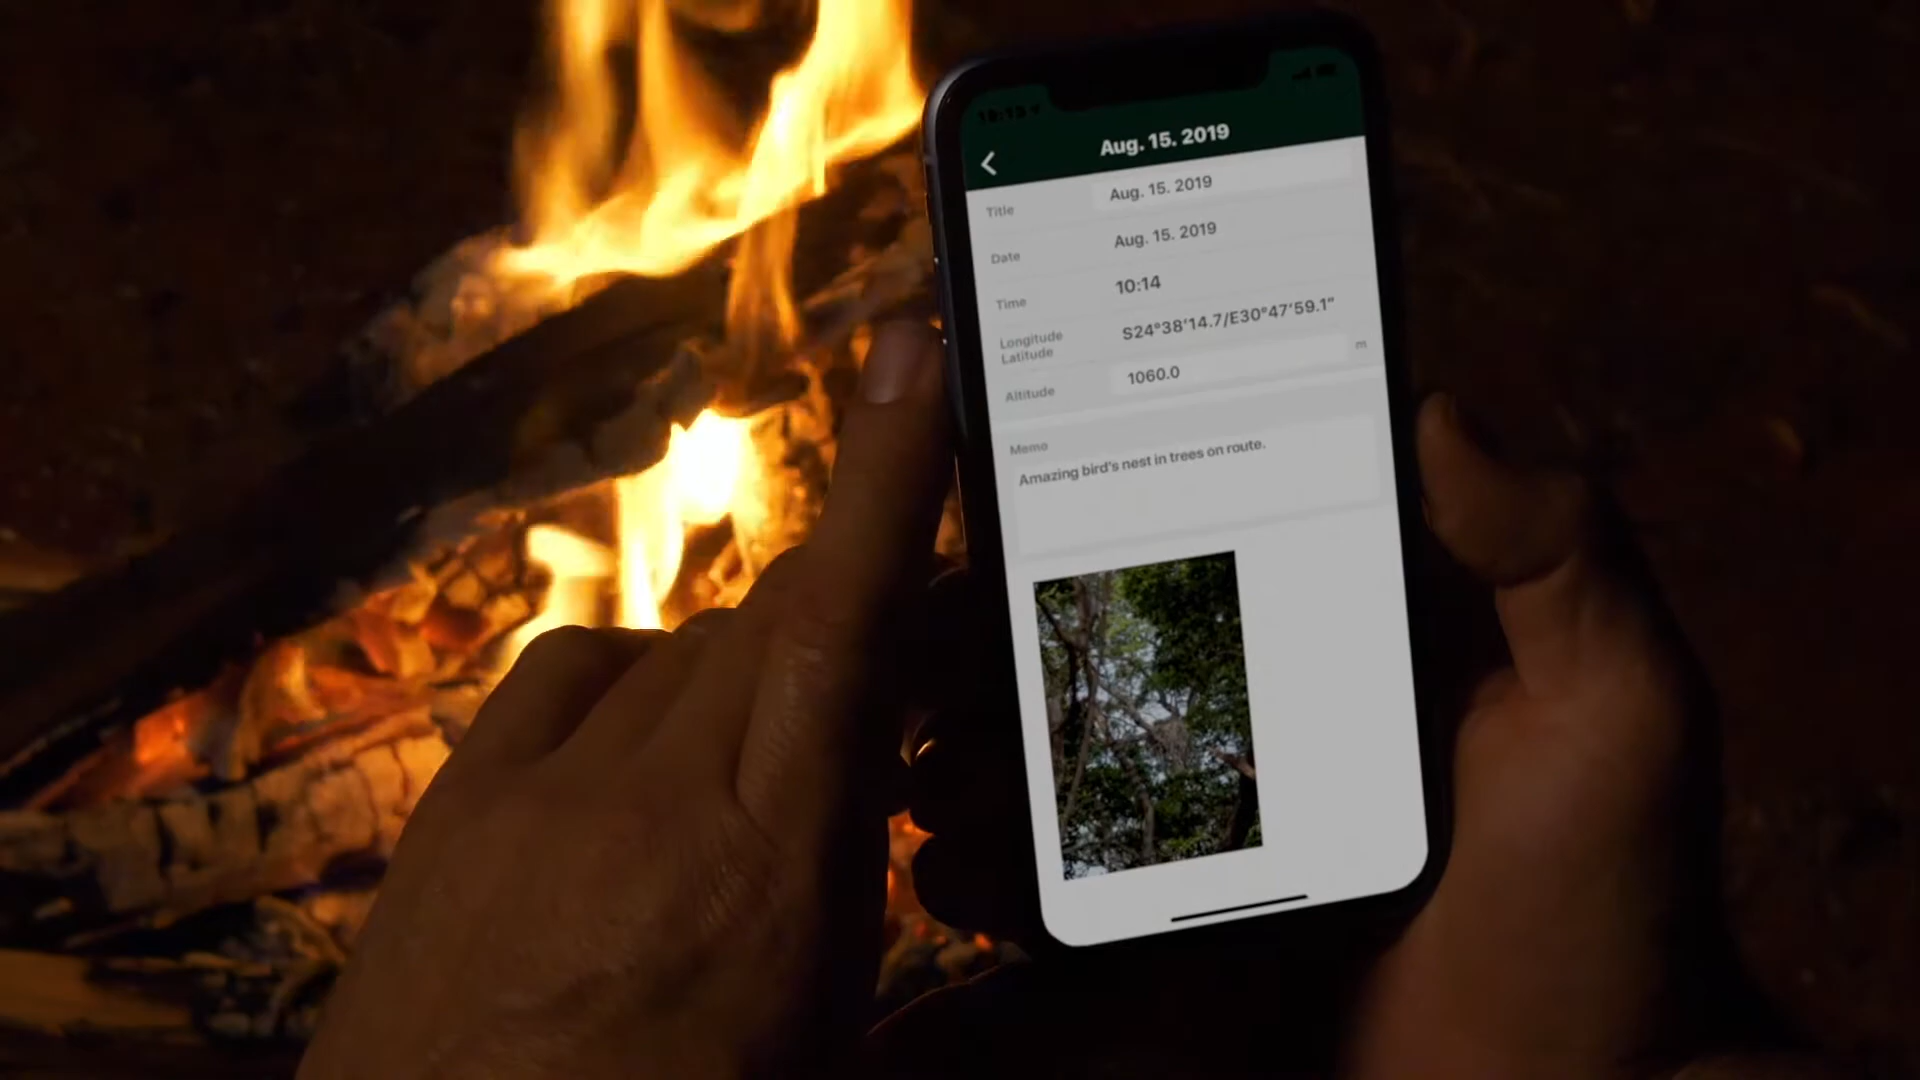 Aug. 15. 2019
Title Aug. 15. 2019
Date Aug. 15. 2019
Time 10:14
Longitude
Latitude S24°38'14.7/E30°47'59.1"
Altitude 1060.0 m
Memo
Amazing bird's nest in trees on route.